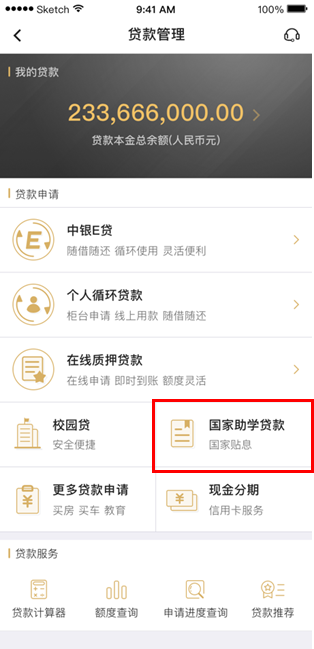 Sketch 9:41 AM 100%
贷款管理
我的贷款
233,666,000.00
贷款本金总余额(人民币元)
贷款申请
中银E贷
随借随还 循环使用 灵活便利
个人循环贷款
柜台申请 线上用款 随借随还
在线质押贷款
在线申请 即时到账 额度灵活
校园贷 国家助学贷款
安全便捷 国家贴息
更多贷款申请 现金分期
买房 买车 教育 信用卡服务
贷款服务
贷款计算器 额度查询 申请进度查询 贷款推荐